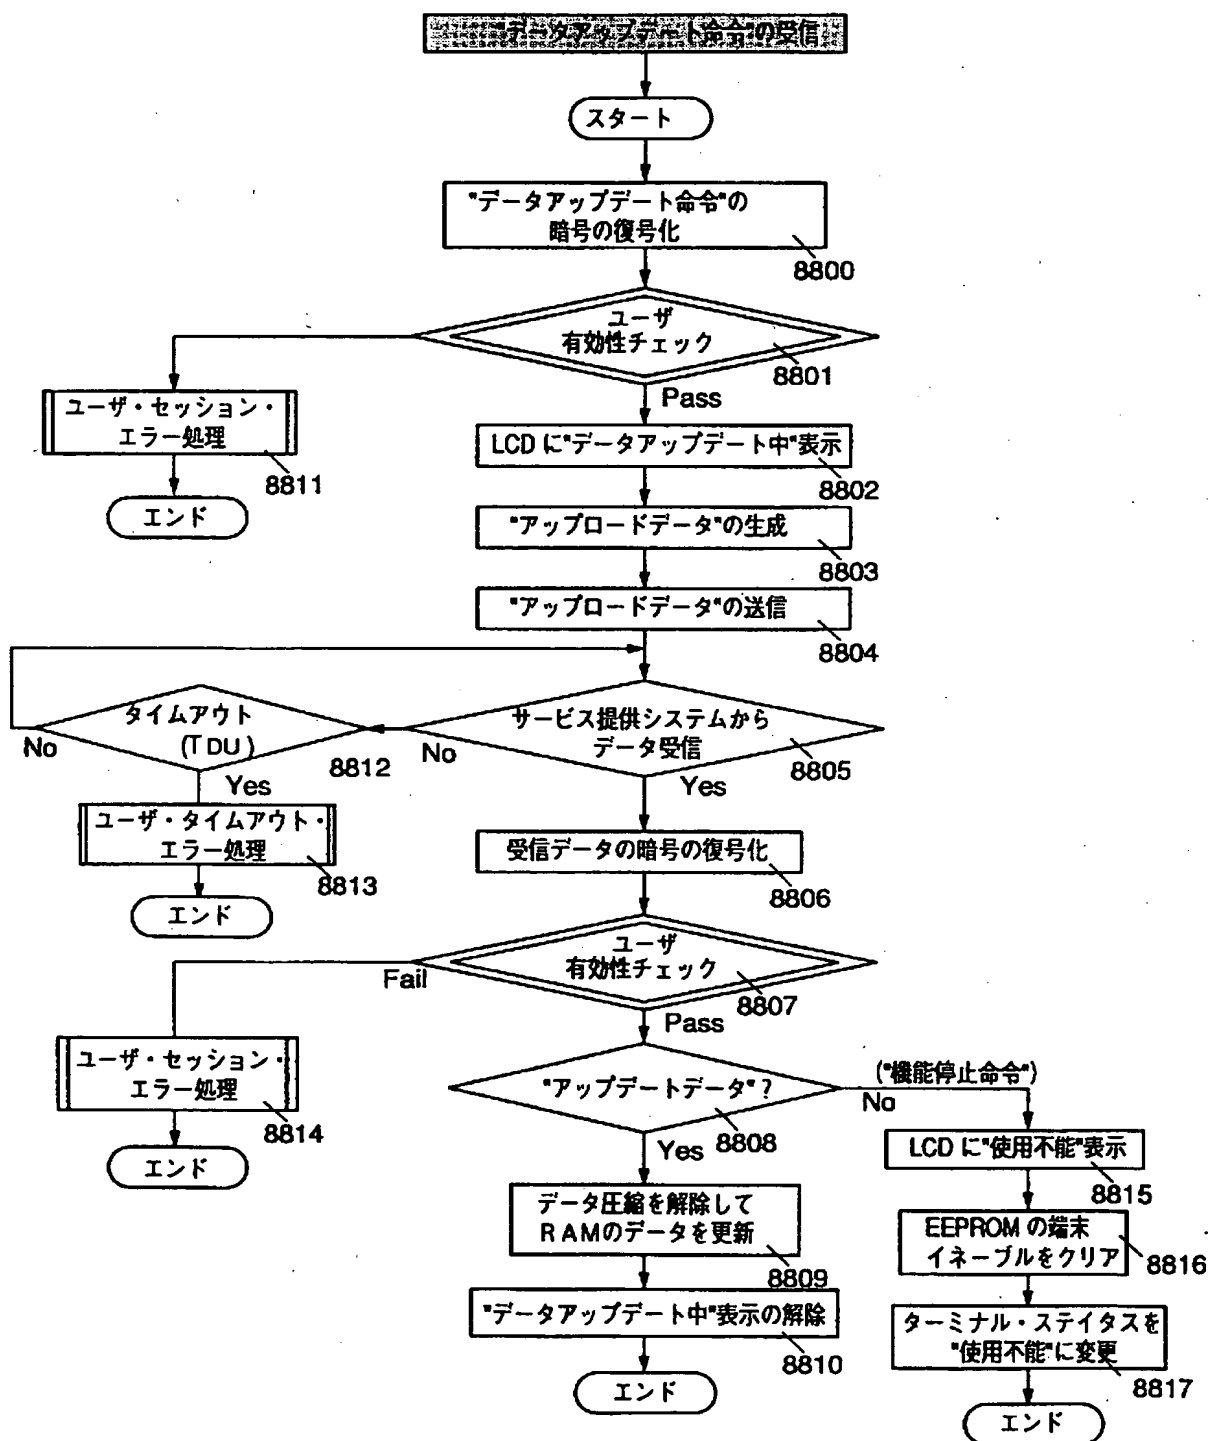 "データアップデート命令"の受信
スタート
"データアップデート命令"の
暗号の復号化
8800
ユーザ
有効性チェック
8801
Pass
ユーザ・セッション・
エラー処理
8811
エンド
LCD に"データアップデート中"表示
8802
"アップロードデータ"の生成
8803
"アップロードデータ"の送信
8804
サービス提供システムから
データ受信
8805
No
Yes
タイムアウト
(TDU)
8812
No
Yes
ユーザ・タイムアウト・
エラー処理
8813
エンド
受信データの暗号の復号化
8806
ユーザ
有効性チェック
8807
Fail
Pass
ユーザ・セッション・
エラー処理
8814
エンド
"アップデートデータ"?
8808
("機能停止命令")
No
Yes
データ圧縮を解除して
RAMのデータを更新
8809
"データアップデート中"表示の解除
8810
エンド
LCD に"使用不能"表示
8815
EEPROM の端末
イネーブルをクリア
8816
ターミナル・ステイタスを
"使用不能"に変更
8817
エンド